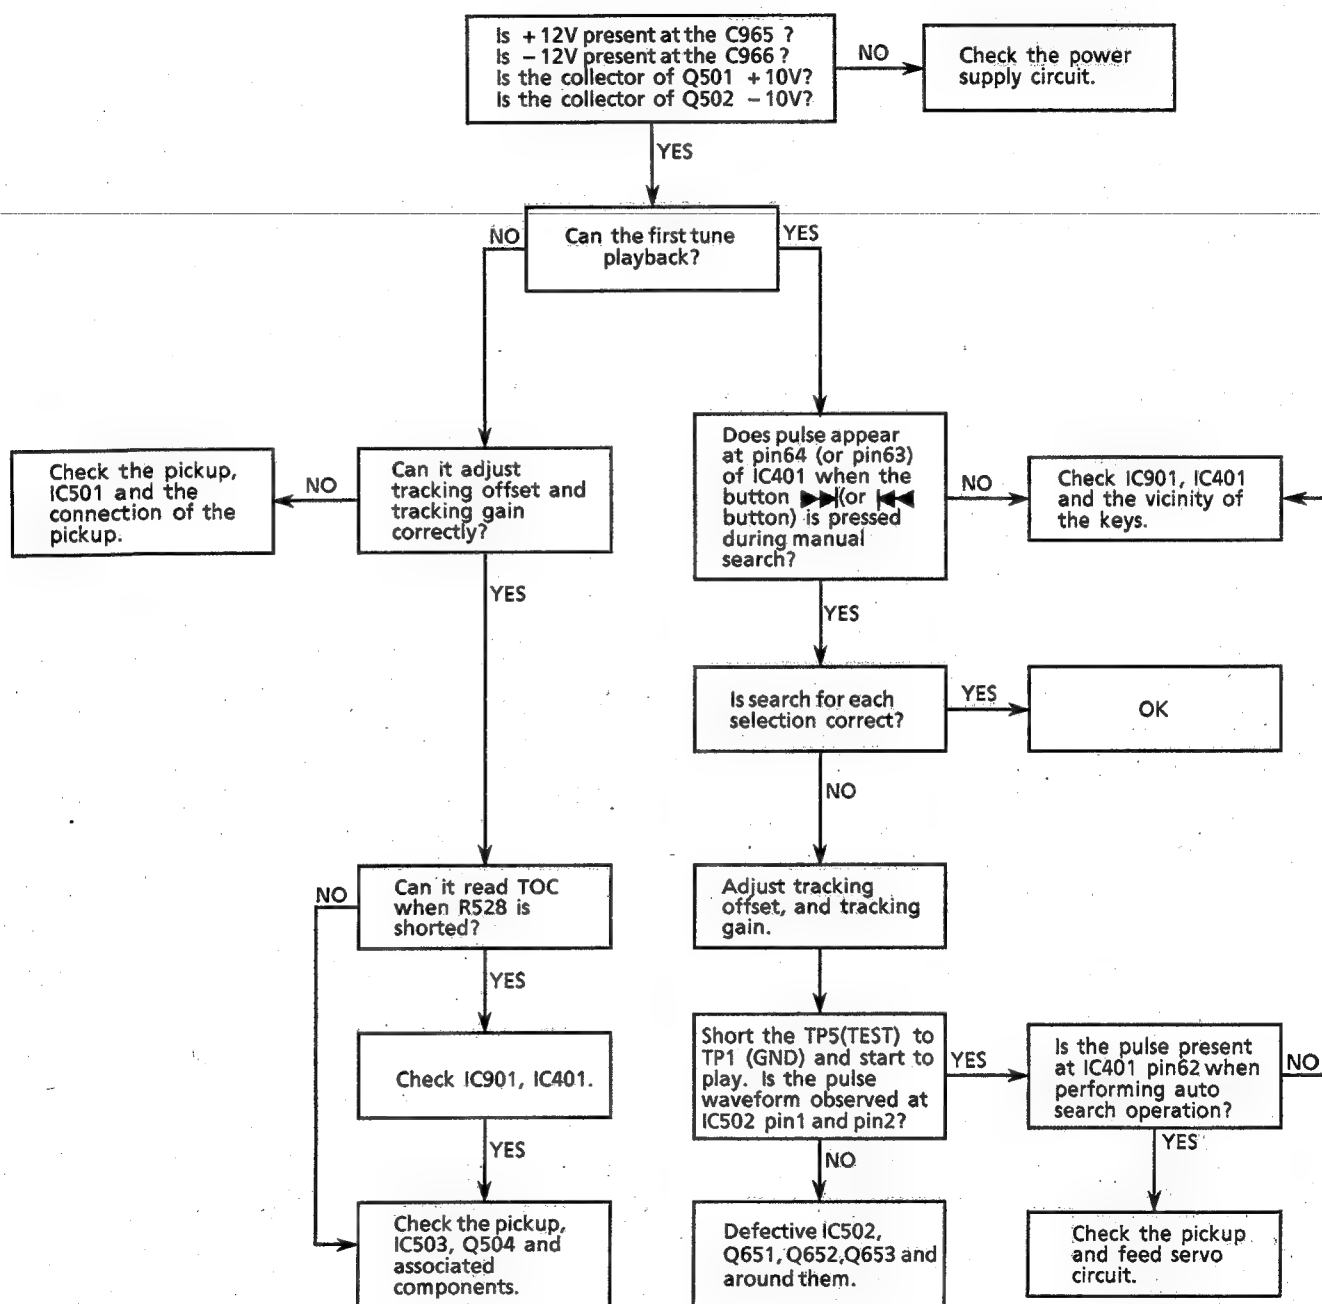 Is +12V present at the C965 ?
Is −12V present at the C966 ?
Is the collector of Q501 +10V?
Is the collector of Q502 −10V?
NO
Check the power
supply circuit.
YES
NO
Can the first tune
playback?
YES
Check the pickup,
IC501 and the
connection of the
pickup.
NO
Can it adjust
tracking offset and
tracking gain
correctly?
Does pulse appear
at pin64 (or pin63)
of IC401 when the
button ▶▶|(or |◀◀
button) is pressed
during manual
search?
NO
Check IC901, IC401
and the vicinity of
the keys.
YES
YES
Is search for each
selection correct?
YES
OK
NO
NO
Can it read TOC
when R528 is
shorted?
Adjust tracking
offset, and tracking
gain.
YES
Check IC901, IC401.
Short the TP5(TEST) to
TP1 (GND) and start to
play. Is the pulse
waveform observed at
IC502 pin1 and pin2?
YES
Is the pulse present
at IC401 pin62 when
performing auto
search operation?
NO
YES
NO
YES
Check the pickup,
IC503, Q504 and
associated
components.
Defective IC502,
Q651, Q652,Q653 and
around them.
Check the pickup
and feed servo
circuit.